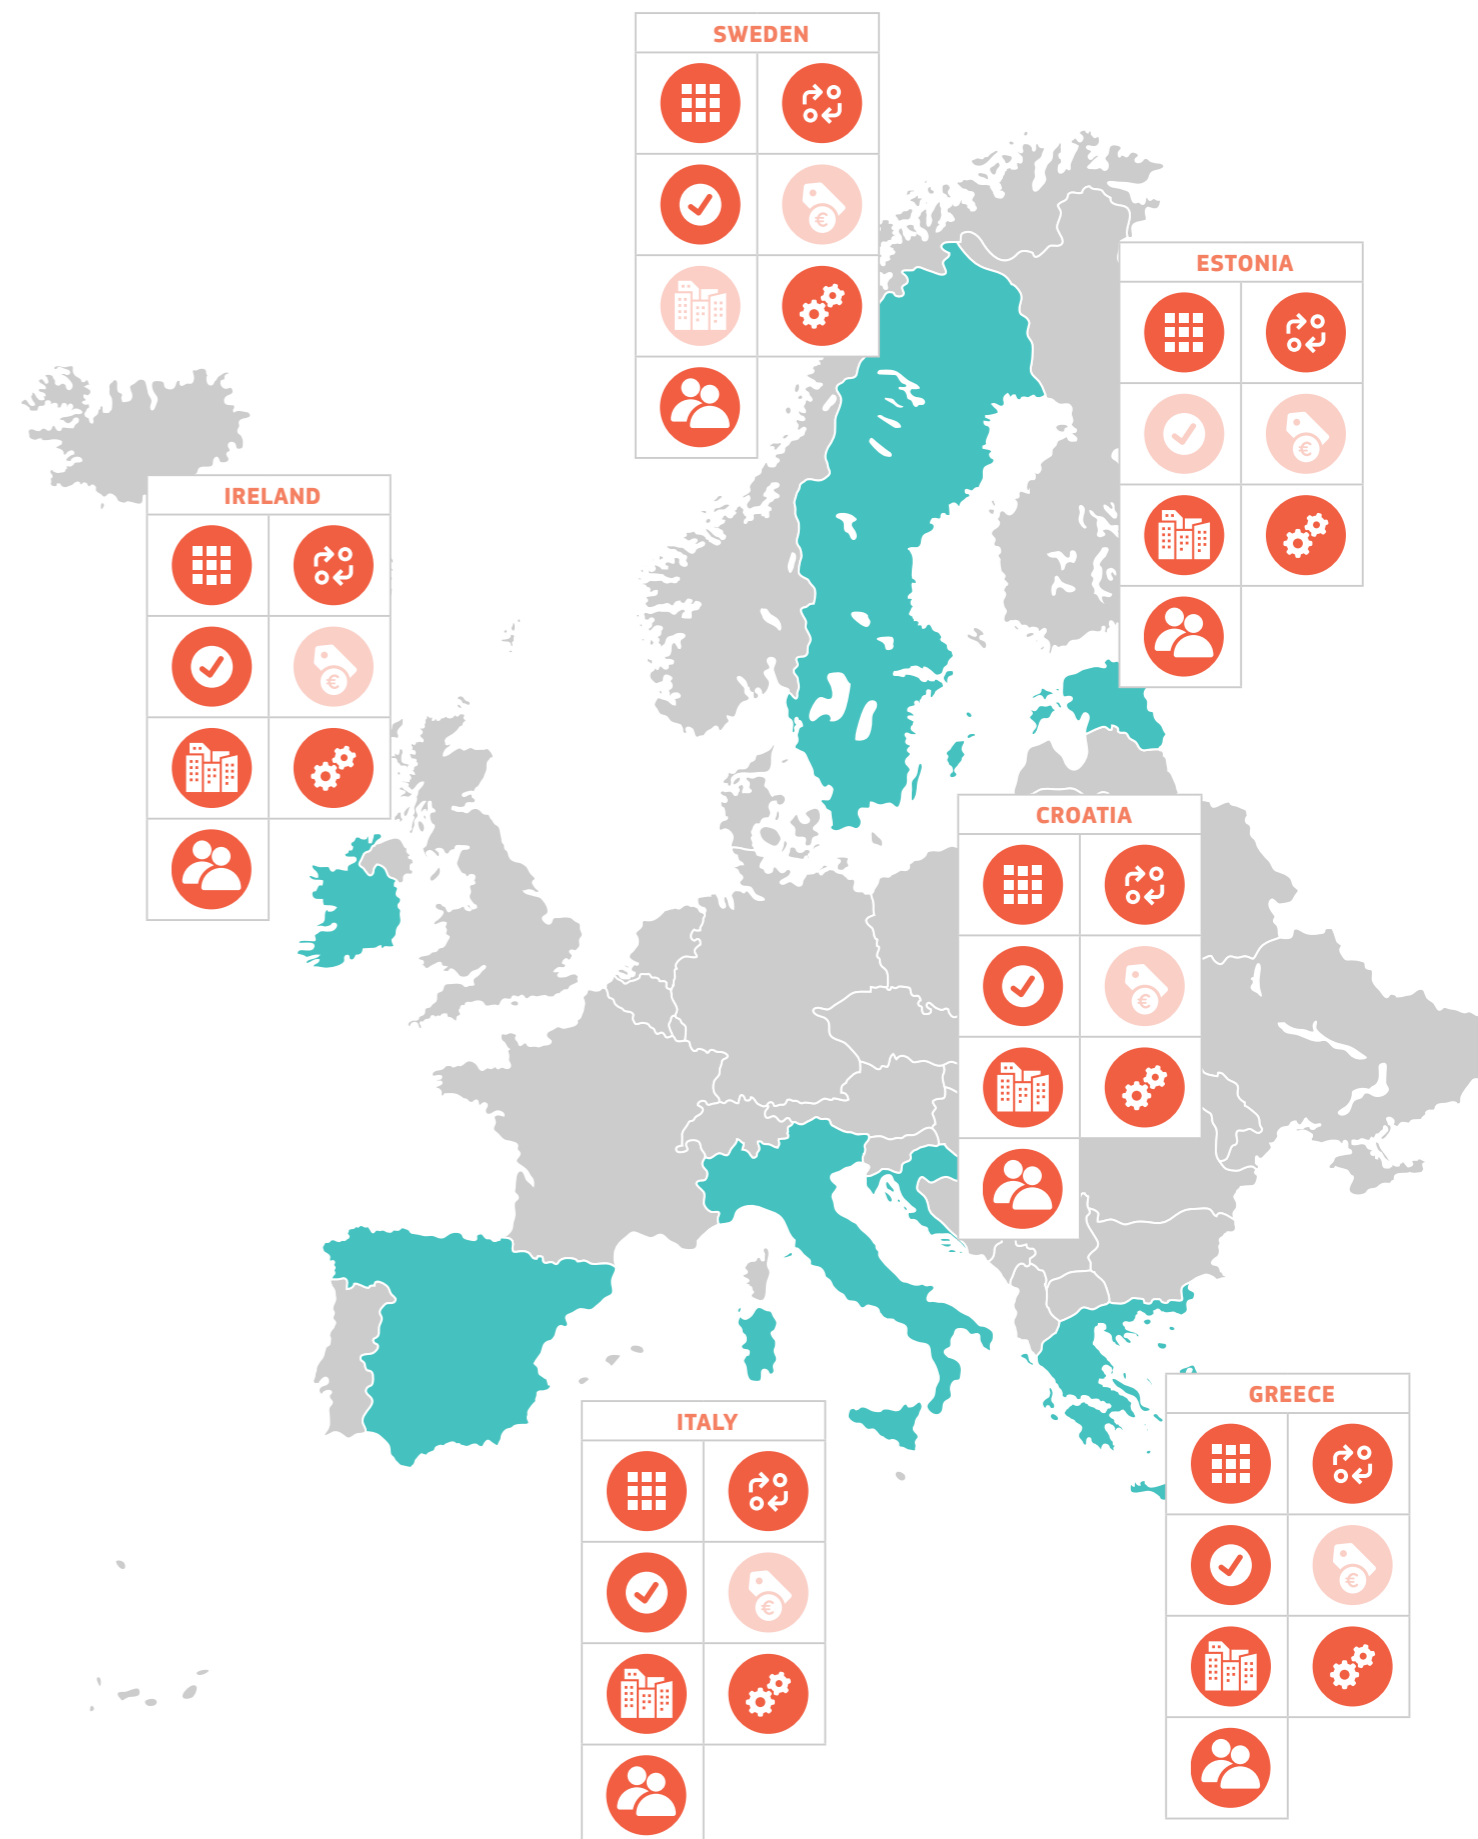 SWEDEN
€
ESTONIA
€
IRELAND
€
CROATIA
€
GREECE
€
ITALY
€